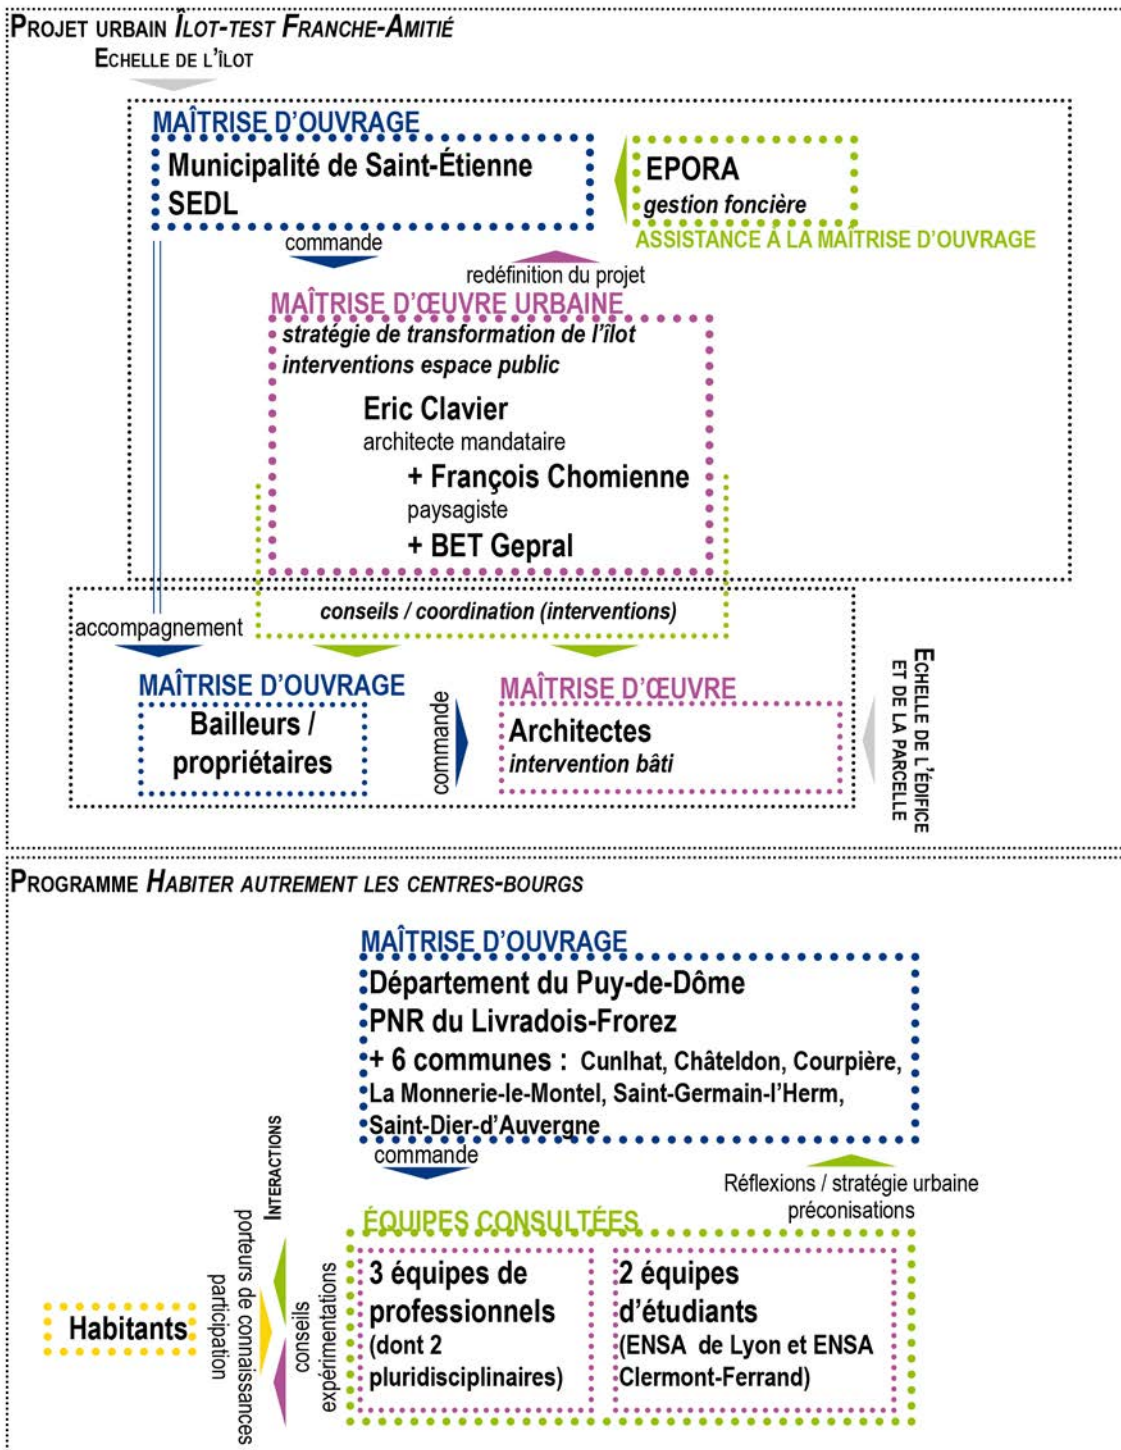 PROJET URBAIN ÎLOT-TEST FRANCHE-AMITIÉ
ECHELLE DE L'ÎLOT
MAÎTRISE D'OUVRAGE
Municipalité de Saint-Étienne
SEDL
EPORA
gestion foncière
ASSISTANCE À LA MAÎTRISE D'OUVRAGE
commande
redéfinition du projet
MAÎTRISE D'ŒUVRE URBAINE
stratégie de transformation de l'îlot
interventions espace public
Eric Clavier
architecte mandataire
+ François Chomienne
paysagiste
+ BET Gepral
conseils / coordination (interventions)
accompagnement
MAÎTRISE D'OUVRAGE
Bailleurs /
propriétaires
commande
MAÎTRISE D'ŒUVRE
Architectes
intervention bâti
ECHELLE DE L'ÉDIFICE
ET DE LA PARCELLE
PROGRAMME HABITER AUTREMENT LES CENTRES-BOURGS
MAÎTRISE D'OUVRAGE
Département du Puy-de-Dôme
PNR du Livradois-Frorez
+ 6 communes : Cunlhat, Châteldon, Courpière,
La Monnerie-le-Montel, Saint-Germain-l'Herm,
Saint-Dier-d'Auvergne
commande
Réflexions / stratégie urbaine
préconisations
ÉQUIPES CONSULTÉES
3 équipes de
professionnels
(dont 2
pluridisciplinaires)
2 équipes
d'étudiants
(ENSA de Lyon et ENSA
Clermont-Ferrand)
INTERACTIONS
Habitants
participation
porteurs de connaissances
conseils
expérimentations